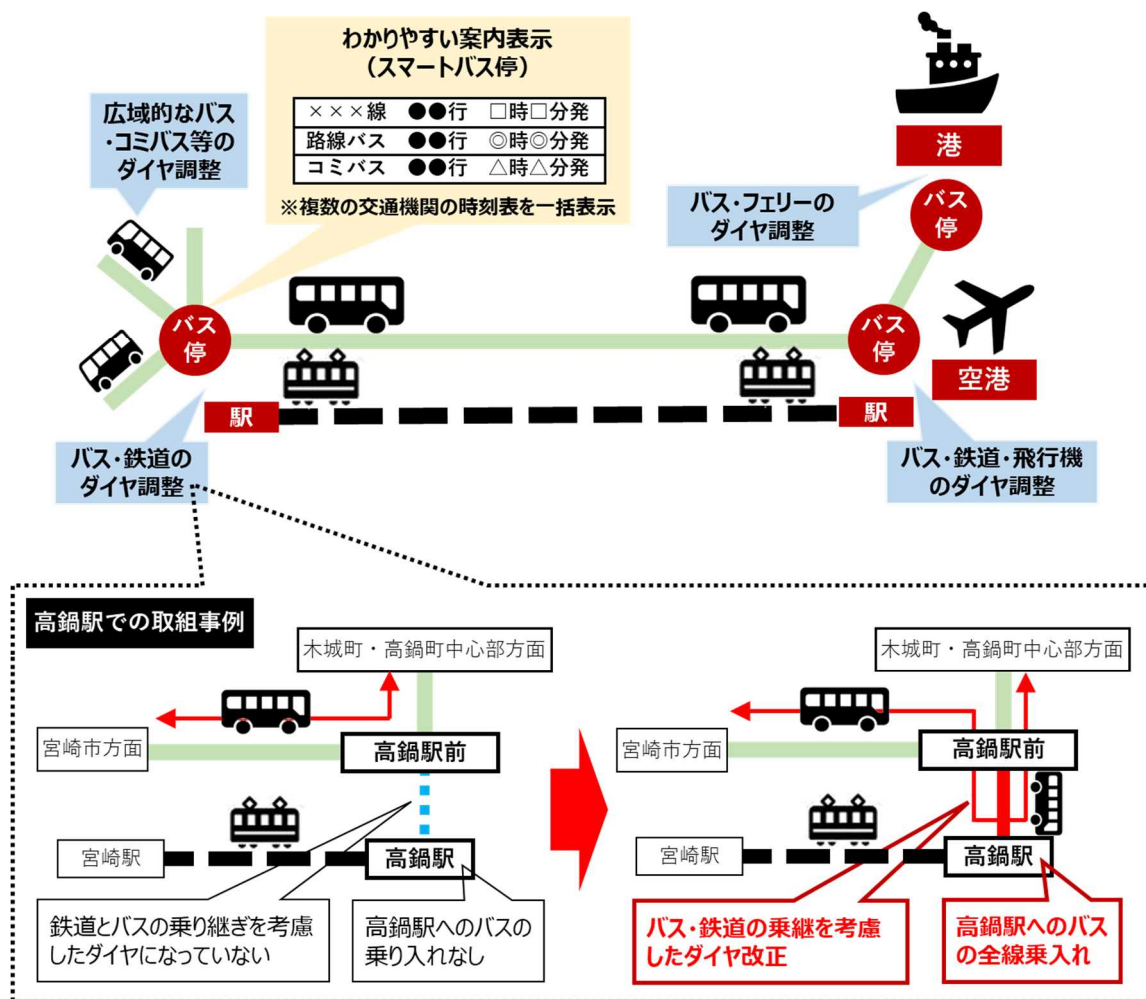 わかりやすい案内表示
（スマートバス停）
×××線 ●●行 □時□分発
路線バス ●●行 ◎時◎分発
コミバス ●●行 △時△分発
※複数の交通機関の時刻表を一括表示
広域的なバス
・コミバス等の
ダイヤ調整
港
バス・フェリーの
ダイヤ調整
バス
停
バス
停
バス
停
空港
駅
駅
バス・鉄道の
ダイヤ調整
バス・鉄道・飛行機
のダイヤ調整
高鍋駅での取組事例
木城町・高鍋町中心部方面
宮崎市方面
高鍋駅前
宮崎駅
高鍋駅
鉄道とバスの乗り継ぎを考慮
したダイヤになっていない
高鍋駅へのバスの
乗り入れなし
木城町・高鍋町中心部方面
宮崎市方面
高鍋駅前
宮崎駅
高鍋駅
バス・鉄道の乗継を考慮
したダイヤ改正
高鍋駅へのバス
の全線乗入れ